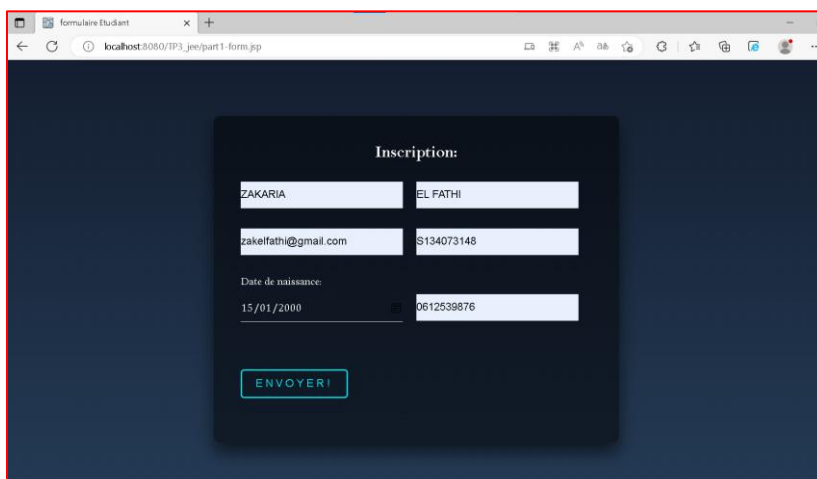 formulaire Etudiant
localhost:8080/TP3_jee/part1-form.jsp
Inscription:
ZAKARIA EL FATHI
zakelfathi@gmail.com S134073148
Date de naissance:
15/01/2000 0612539876
ENVOYER!